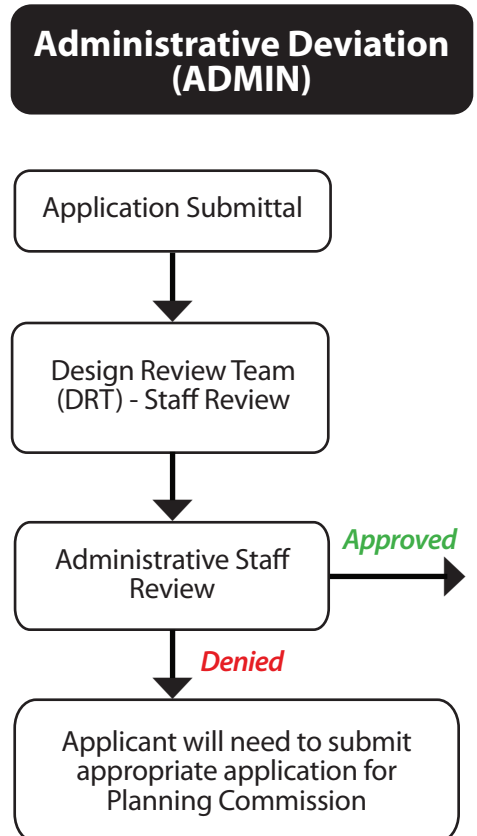 Administrative Deviation
(ADMIN)
Application Submittal
Design Review Team
(DRT) - Staff Review
Administrative Staff
Review
Approved
Denied
Applicant will need to submit
appropriate application for
Planning Commission